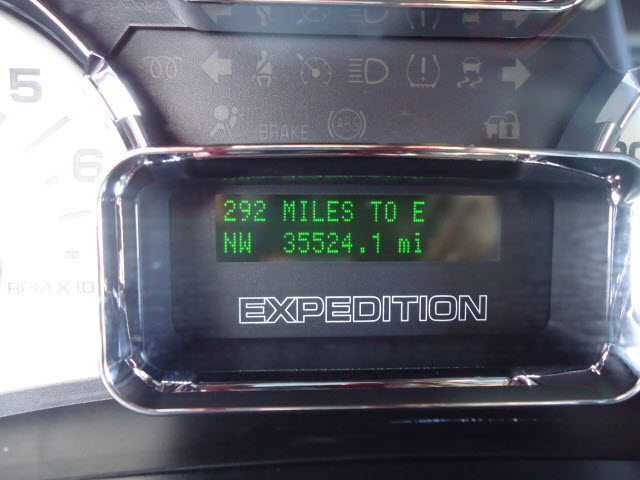 5
6
RPM X 10
BRAKE
ABS
292 MILES TO E
NW 35524.1 mi
EXPEDITION